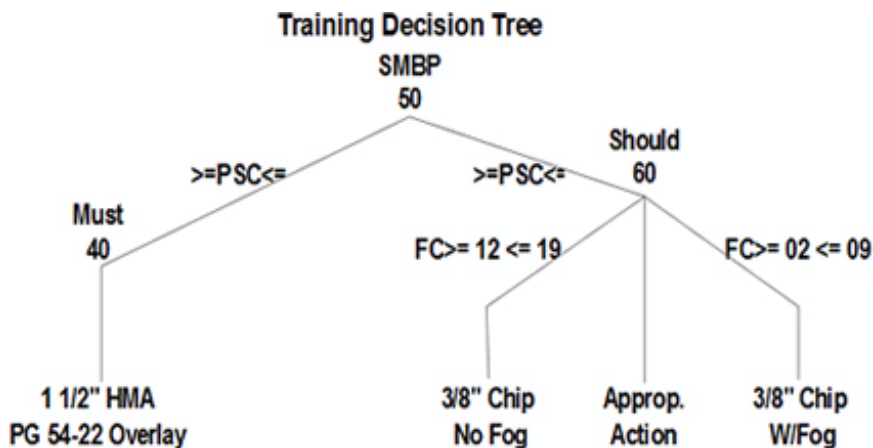 Training Decision Tree
SMBP
50
Should
>=PSC<=
>=PSC<=
60
Must
40
FC>= 12 <= 19
FC>= 02 <= 09
1 1/2" HMA
PG 54-22 Overlay
3/8" Chip
No Fog
Approp.
Action
3/8" Chip
W/Fog